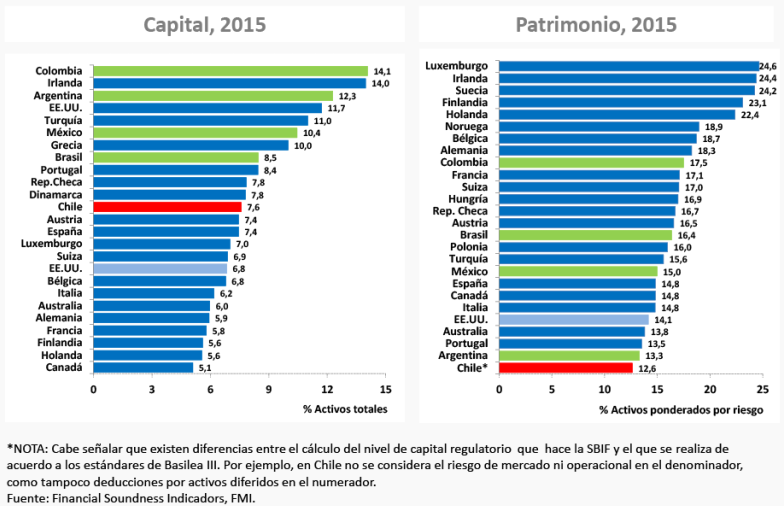 Capital, 2015
Colombia 14,1
Irlanda 14,0
Argentina 12,3
EE.UU. 11,7
Turquía 11,0
México 10,4
Grecia 10,0
Brasil 8,5
Portugal 8,4
Rep.Checa 7,8
Dinamarca 7,8
Chile 7,6
Austria 7,4
España 7,4
Luxemburgo 7,0
Suiza 6,9
EE.UU. 6,8
Bélgica 6,8
Italia 6,2
Australia 6,0
Alemania 5,9
Francia 5,8
Finlandia 5,6
Holanda 5,6
Canadá 5,1
0 3 6 9 12 15
% Activos totales
Patrimonio, 2015
Luxemburgo 24,6
Irlanda 24,4
Suecia 24,2
Finlandia 23,1
Holanda 22,4
Noruega 18,9
Bélgica 18,7
Alemania 18,3
Colombia 17,5
Francia 17,1
Suiza 17,0
Hungría 16,9
Rep. Checa 16,7
Austria 16,5
Brasil 16,4
Polonia 16,0
Turquía 15,6
México 15,0
España 14,8
Canadá 14,8
Italia 14,8
EE.UU. 14,1
Australia 13,8
Portugal 13,5
Argentina 13,3
Chile* 12,6
0 5 10 15 20 25
% Activos ponderados por riesgo
*NOTA: Cabe señalar que existen diferencias entre el cálculo del nivel de capital regulatorio que hace la SBIF y el que se realiza de
acuerdo a los estándares de Basilea III. Por ejemplo, en Chile no se considera el riesgo de mercado ni operacional en el denominador,
como tampoco deducciones por activos diferidos en el numerador.
Fuente: Financial Soundness Indicators, FMI.